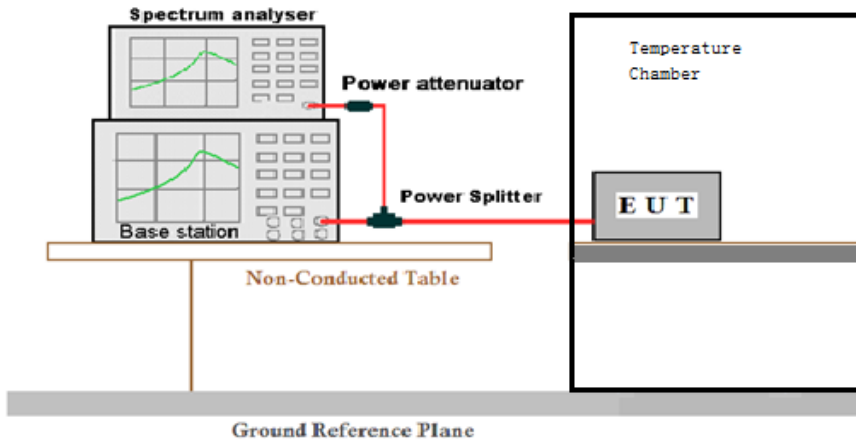 Spectrum analyser
Temperature
Chamber
Power attenuator
Power Splitter
E U T
Base station
Non-Conducted Table
Ground Reference Plane